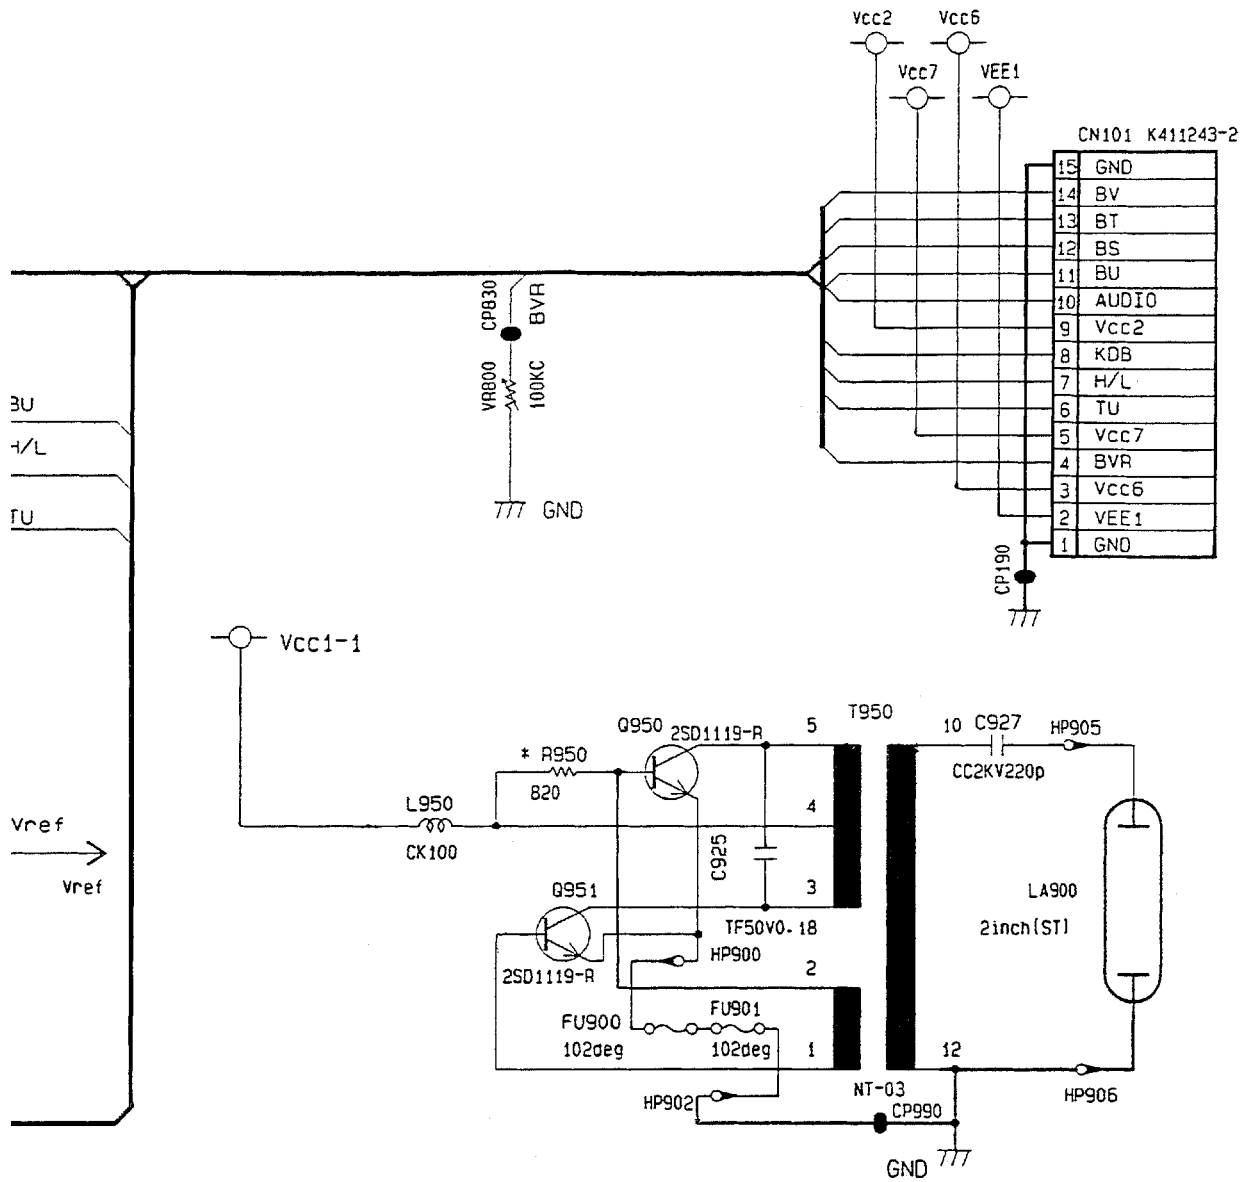 Vcc2
Vcc6
Vcc7
VEE1
CN101 K411243-2
15 GND
14 BV
13 BT
12 BS
11 BU
10 AUDIO
9 Vcc2
8 KDB
7 H/L
6 TU
5 Vcc7
4 BVR
3 Vcc6
2 VEE1
1 GND
CP830
BVR
VR800
100KC
GND
CP190
BU
H/L
TU
Vcc1-1
Vref
Vref
L950
CK100
* R950
820
Q950
2SD1119-R
Q951
2SD1119-R
C925
TF50V0.18
5
4
3
2
1
T950
NT-03
10
12
C927
CC2KV220p
HP905
LA900
2inch(ST)
HP906
HP900
FU900
102deg
FU901
102deg
HP902
CP990
GND